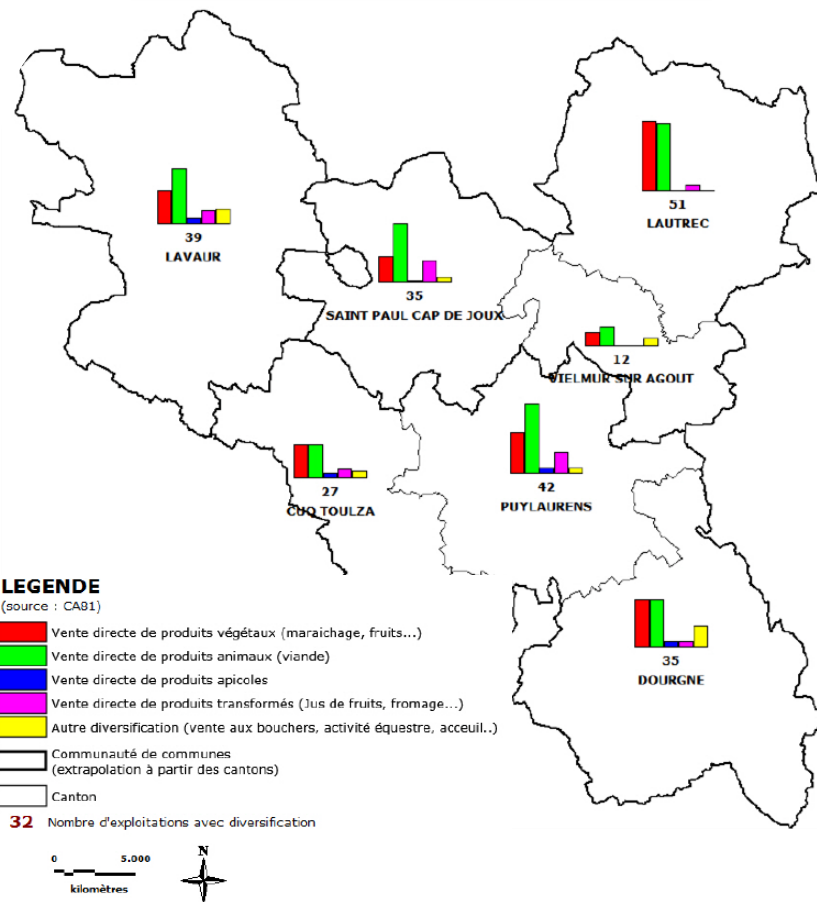 51
LAUTREC
39
LAVAUR
35
SAINT PAUL CAP DE JOUX
12
VIELMUR SUR AGOUT
27
CUQ TOULZA
42
PUYLAURENS
35
DOURGNE
LEGENDE
(source : CA81)
Vente directe de produits végétaux (maraichage, fruits...)
Vente directe de produits animaux (viande)
Vente directe de produits apicoles
Vente directe de produits transformés (Jus de fruits, fromage...)
Autre diversification (vente aux bouchers, activité équestre, acceuil..)
Communauté de communes
(extrapolation à partir des cantons)
Canton
32 Nombre d'exploitations avec diversification
0 5.000
kilomètres
N